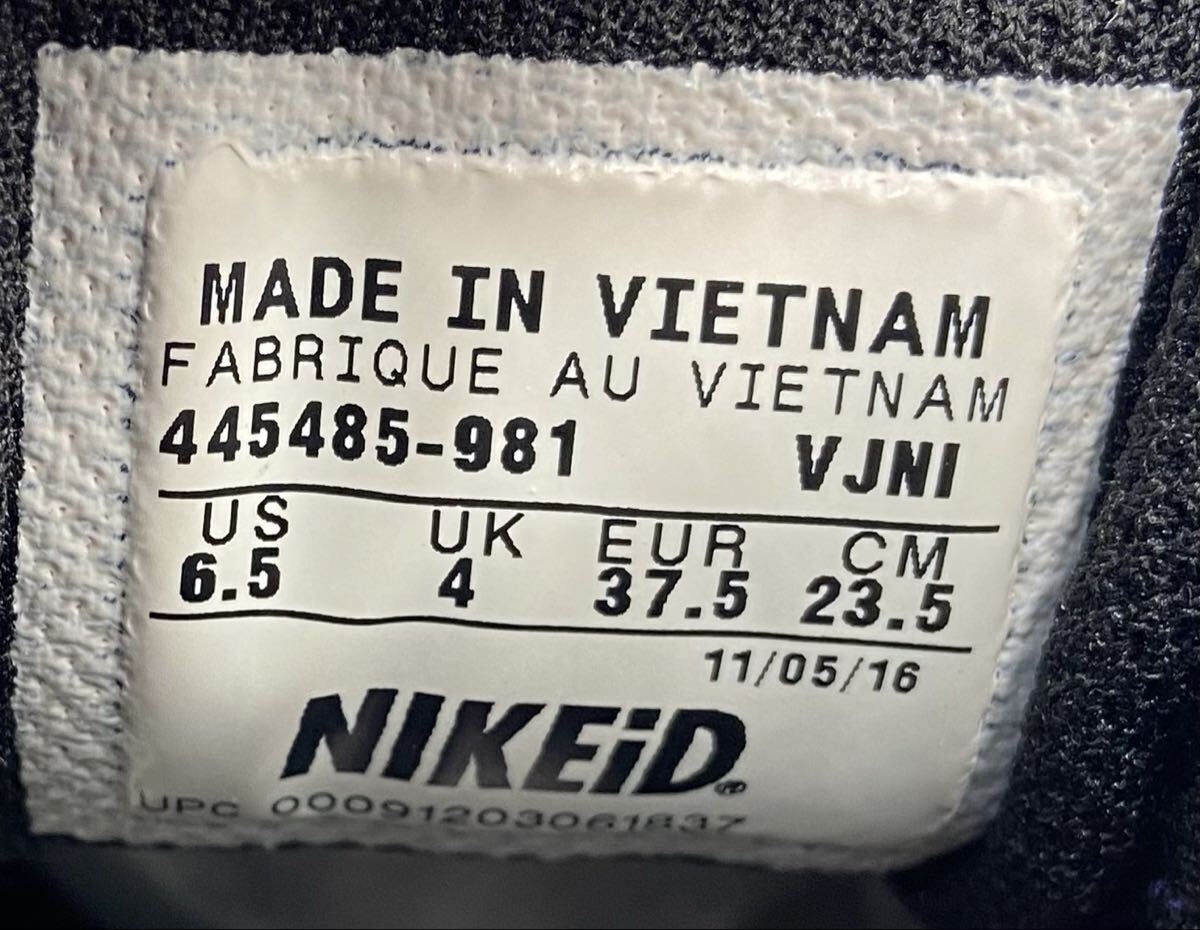 MADE IN VIETNAM
FABRIQUE AU VIETNAM
445485-981 VJNI
US UK EUR CM
6.5 4 37.5 23.5
11/05/16
NIKEiD®
UPC 00091203061837